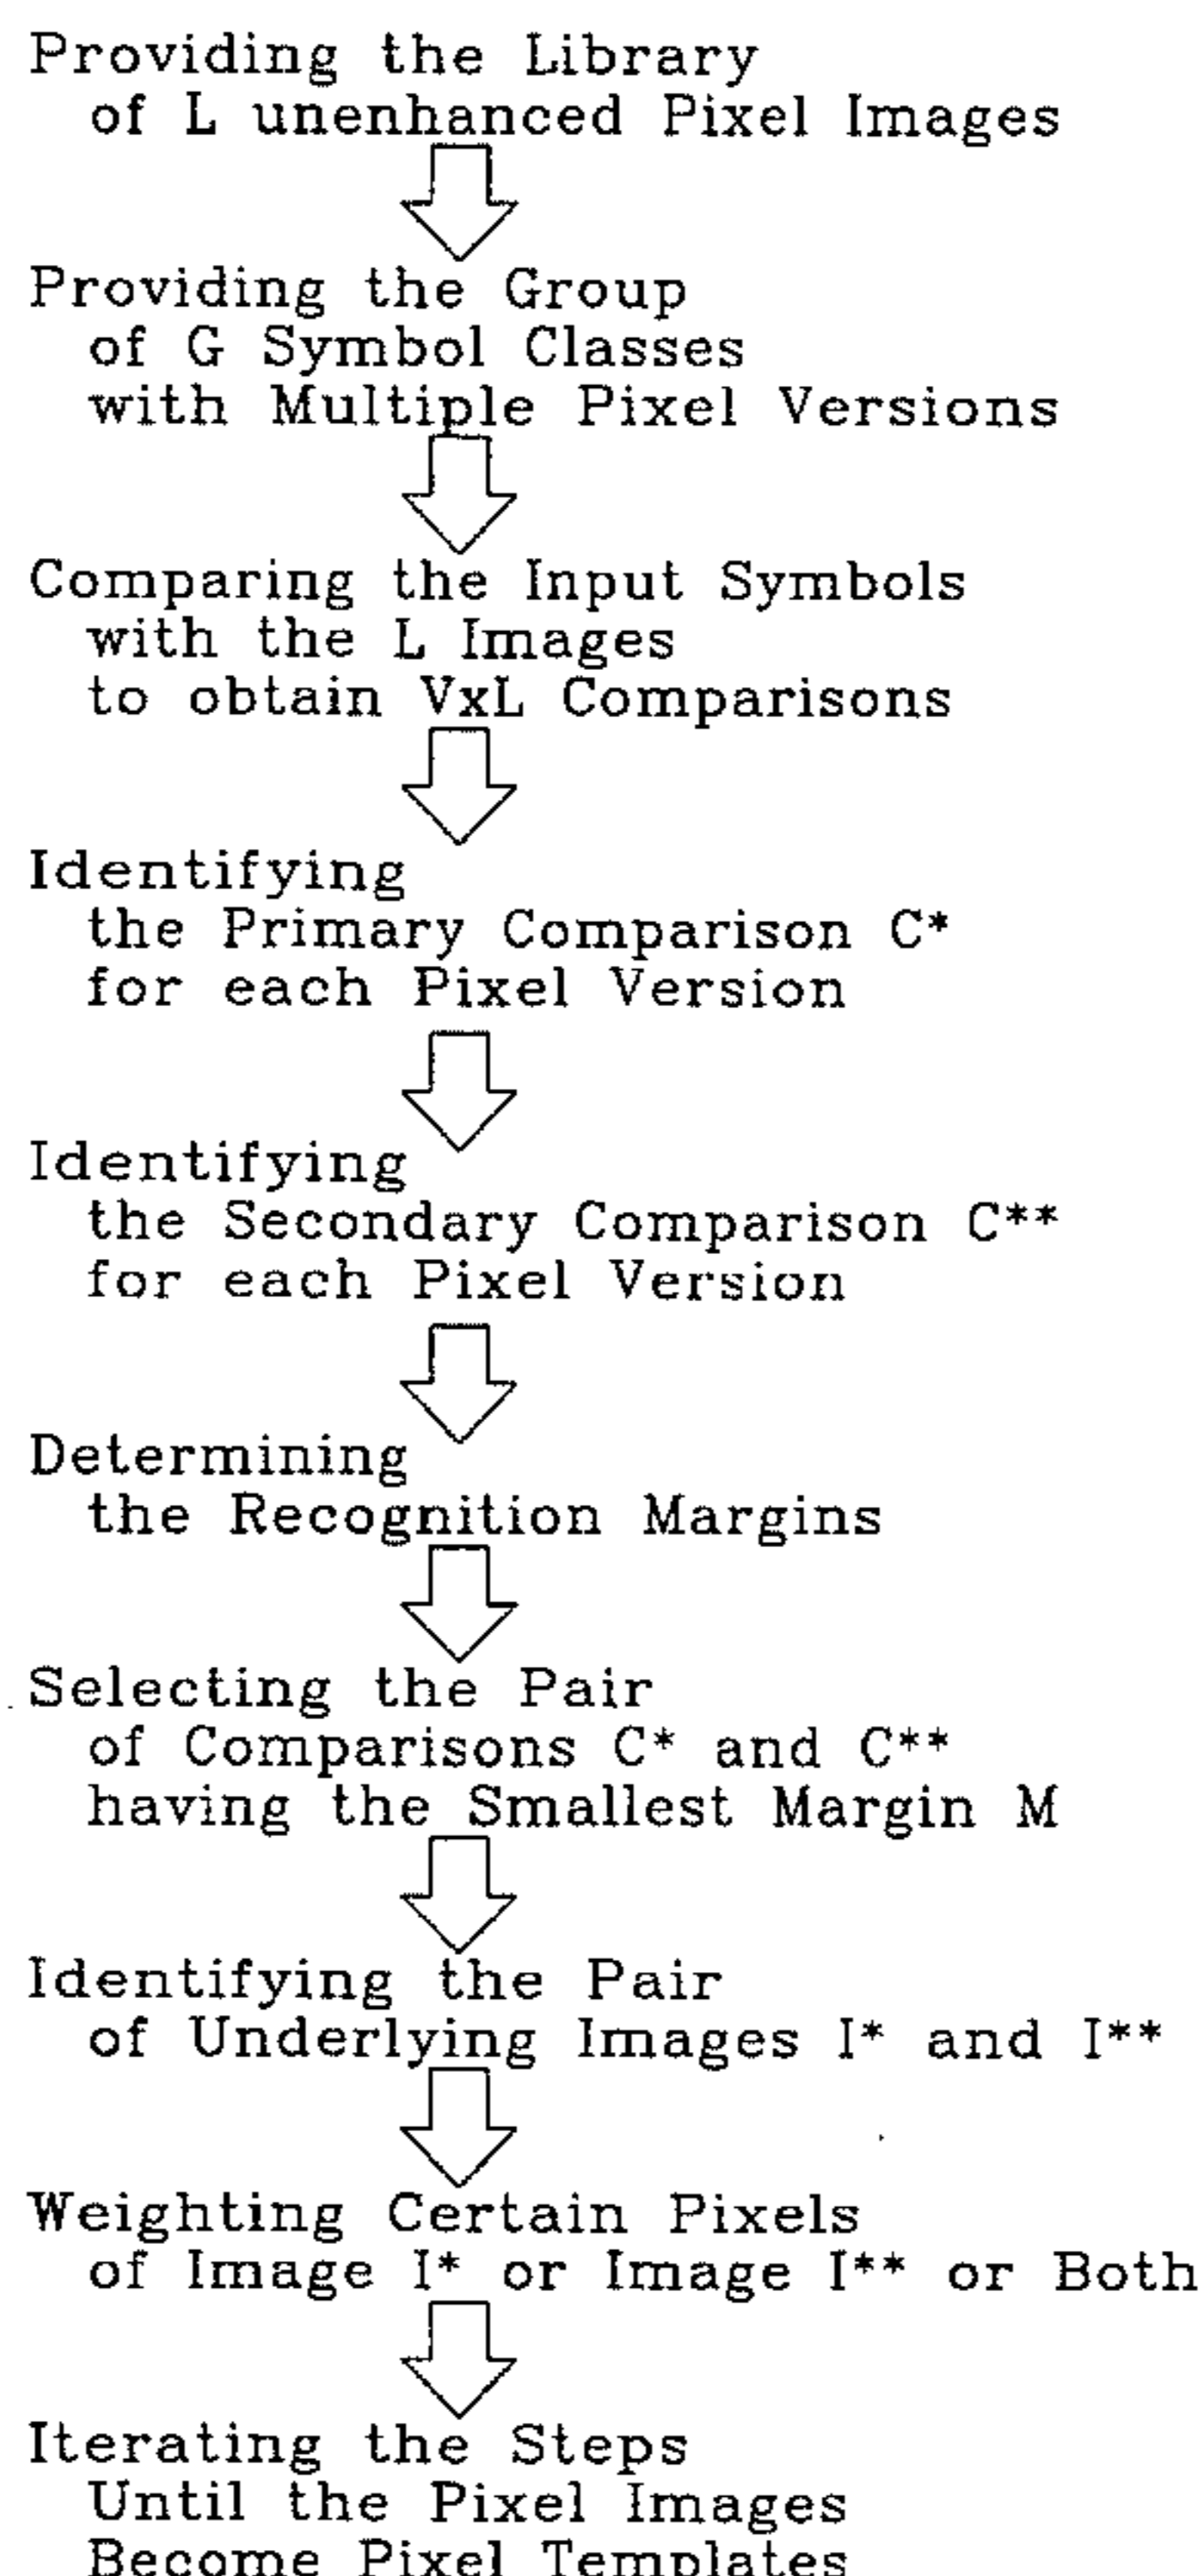 Providing the Library
of L unenhanced Pixel Images
Providing the Group
of G Symbol Classes
with Multiple Pixel Versions
Comparing the Input Symbols
with the L Images
to obtain VxL Comparisons
Identifying
the Primary Comparison C*
for each Pixel Version
Identifying
the Secondary Comparison C**
for each Pixel Version
Determining
the Recognition Margins
Selecting the Pair
of Comparisons C* and C**
having the Smallest Margin M
Identifying the Pair
of Underlying Images I* and I**
Weighting Certain Pixels
of Image I* or Image I** or Both
Iterating the Steps
Until the Pixel Images
Become Pixel Templates